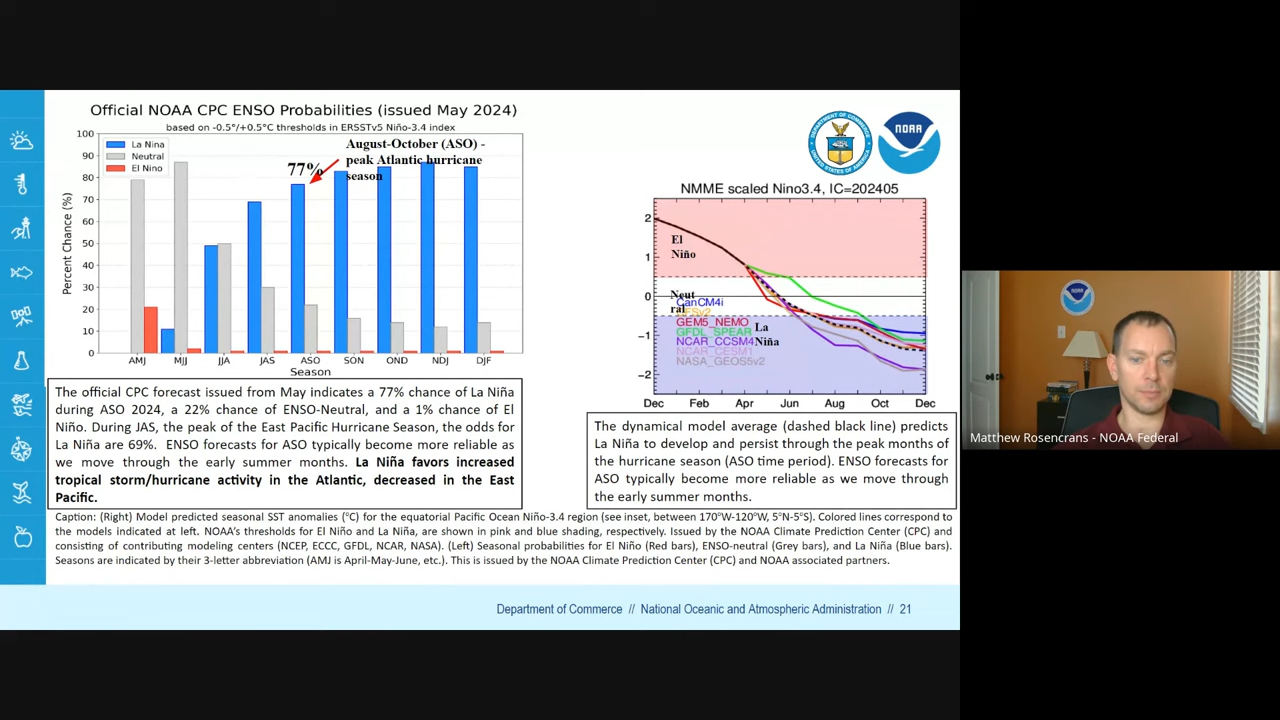 Official NOAA CPC ENSO Probabilities (issued May 2024)
based on -0.5°/+0.5°C thresholds in ERSSTv5 Niño-3.4 index
La Nina
Neutral
El Nino
77%
August-October (ASO) -
peak Atlantic hurricane
season
Percent Chance (%)
100
90
80
70
60
50
40
30
20
10
0
AMJ MJJ JJA JAS ASO SON OND NDJ DJF
Season
The official CPC forecast issued from May indicates a 77% chance of La Niña
during ASO 2024, a 22% chance of ENSO-Neutral, and a 1% chance of El
Niño. During JAS, the peak of the East Pacific Hurricane Season, the odds for
La Niña are 69%. ENSO forecasts for ASO typically become more reliable as
we move through the early summer months. La Niña favors increased
tropical storm/hurricane activity in the Atlantic, decreased in the East
Pacific.
DEPARTMENT OF COMMERCE
NOAA
NMME scaled Nino3.4, IC=202405
2
1
0
−1
−2
El
Niño
Neut
ral
CanCM4i
GEM5_NEMO
GFDL_SPEAR
NCAR_CCSM4
NCAR_CESM1
NASA_GEOS5v2
La
Niña
Dec Feb Apr Jun Aug Oct Dec
The dynamical model average (dashed black line) predicts
La Niña to develop and persist through the peak months of
the hurricane season (ASO time period). ENSO forecasts for
ASO typically become more reliable as we move through
the early summer months.
Caption: (Right) Model predicted seasonal SST anomalies (°C) for the equatorial Pacific Ocean Niño-3.4 region (see inset, between 170°W-120°W, 5°N-5°S). Colored lines correspond to
the models indicated at left. NOAA's thresholds for El Niño and La Niña, are shown in pink and blue shading, respectively. Issued by the NOAA Climate Prediction Center (CPC) and
consisting of contributing modeling centers (NCEP, ECCC, GFDL, NCAR, NASA). (Left) Seasonal probabilities for El Niño (Red bars), ENSO-neutral (Grey bars), and La Niña (Blue bars).
Seasons are indicated by their 3-letter abbreviation (AMJ is April-May-June, etc.). This is issued by the NOAA Climate Prediction Center (CPC) and NOAA associated partners.
Department of Commerce // National Oceanic and Atmospheric Administration // 21
Matthew Rosencrans - NOAA Federal